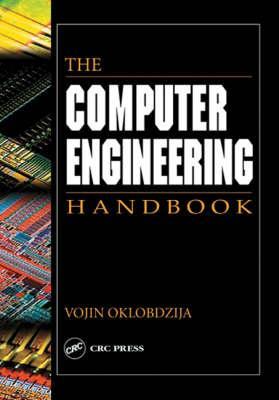 THE
COMPUTER
ENGINEERING
HANDBOOK
VOJIN OKLOBDZIJA
CRC CRC PRESS